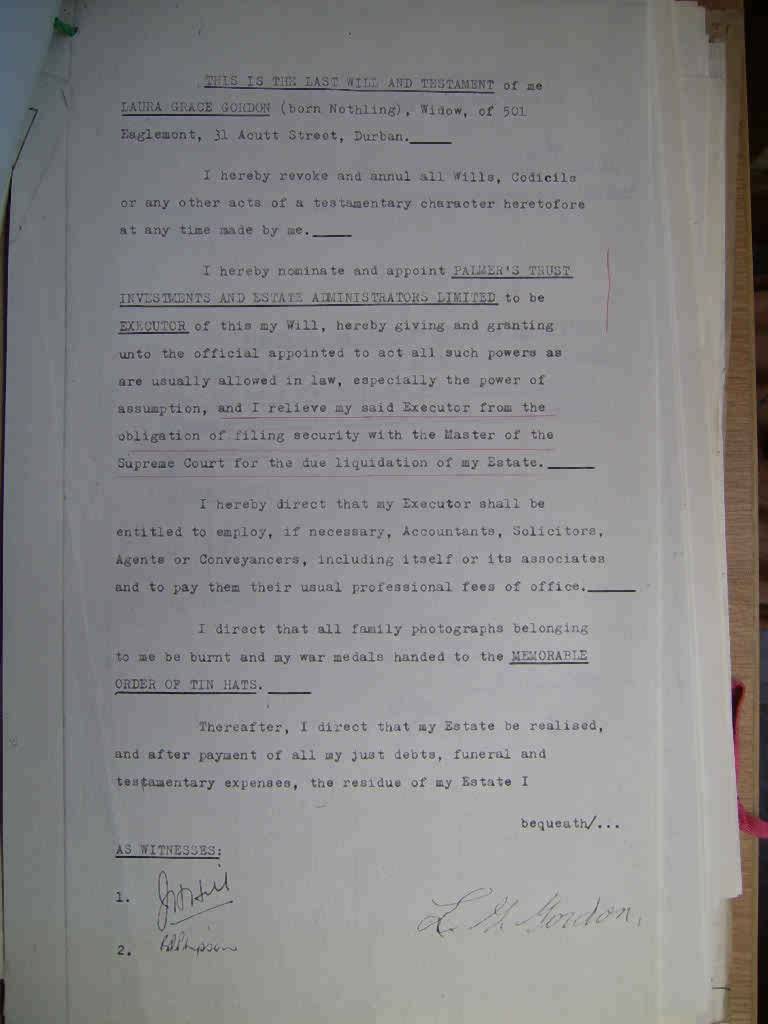 THIS IS THE LAST WILL AND TESTAMENT of me
LAURA GRACE GORDON (born Nothling), Widow, of 501
Eaglemont, 31 Acutt Street, Durban.
I hereby revoke and annul all Wills, Codicils
or any other acts of a testamentary character heretofore
at any time made by me.
I hereby nominate and appoint PALMER'S TRUST
INVESTMENTS AND ESTATE ADMINISTRATORS LIMITED to be
EXECUTOR of this my Will, hereby giving and granting
unto the official appointed to act all such powers as
are usually allowed in law, especially the power of
assumption, and I relieve my said Executor from the
obligation of filing security with the Master of the
Supreme Court for the due liquidation of my Estate.
I hereby direct that my Executor shall be
entitled to employ, if necessary, Accountants, Solicitors,
Agents or Conveyancers, including itself or its associates
and to pay them their usual professional fees of office.
I direct that all family photographs belonging
to me be burnt and my war medals handed to the MEMORABLE
ORDER OF TIN HATS.
Thereafter, I direct that my Estate be realised,
and after payment of all my just debts, funeral and
testamentary expenses, the residue of my Estate I
bequeath/...
AS WITNESSES:
1.
L. G. Gordon.
2.